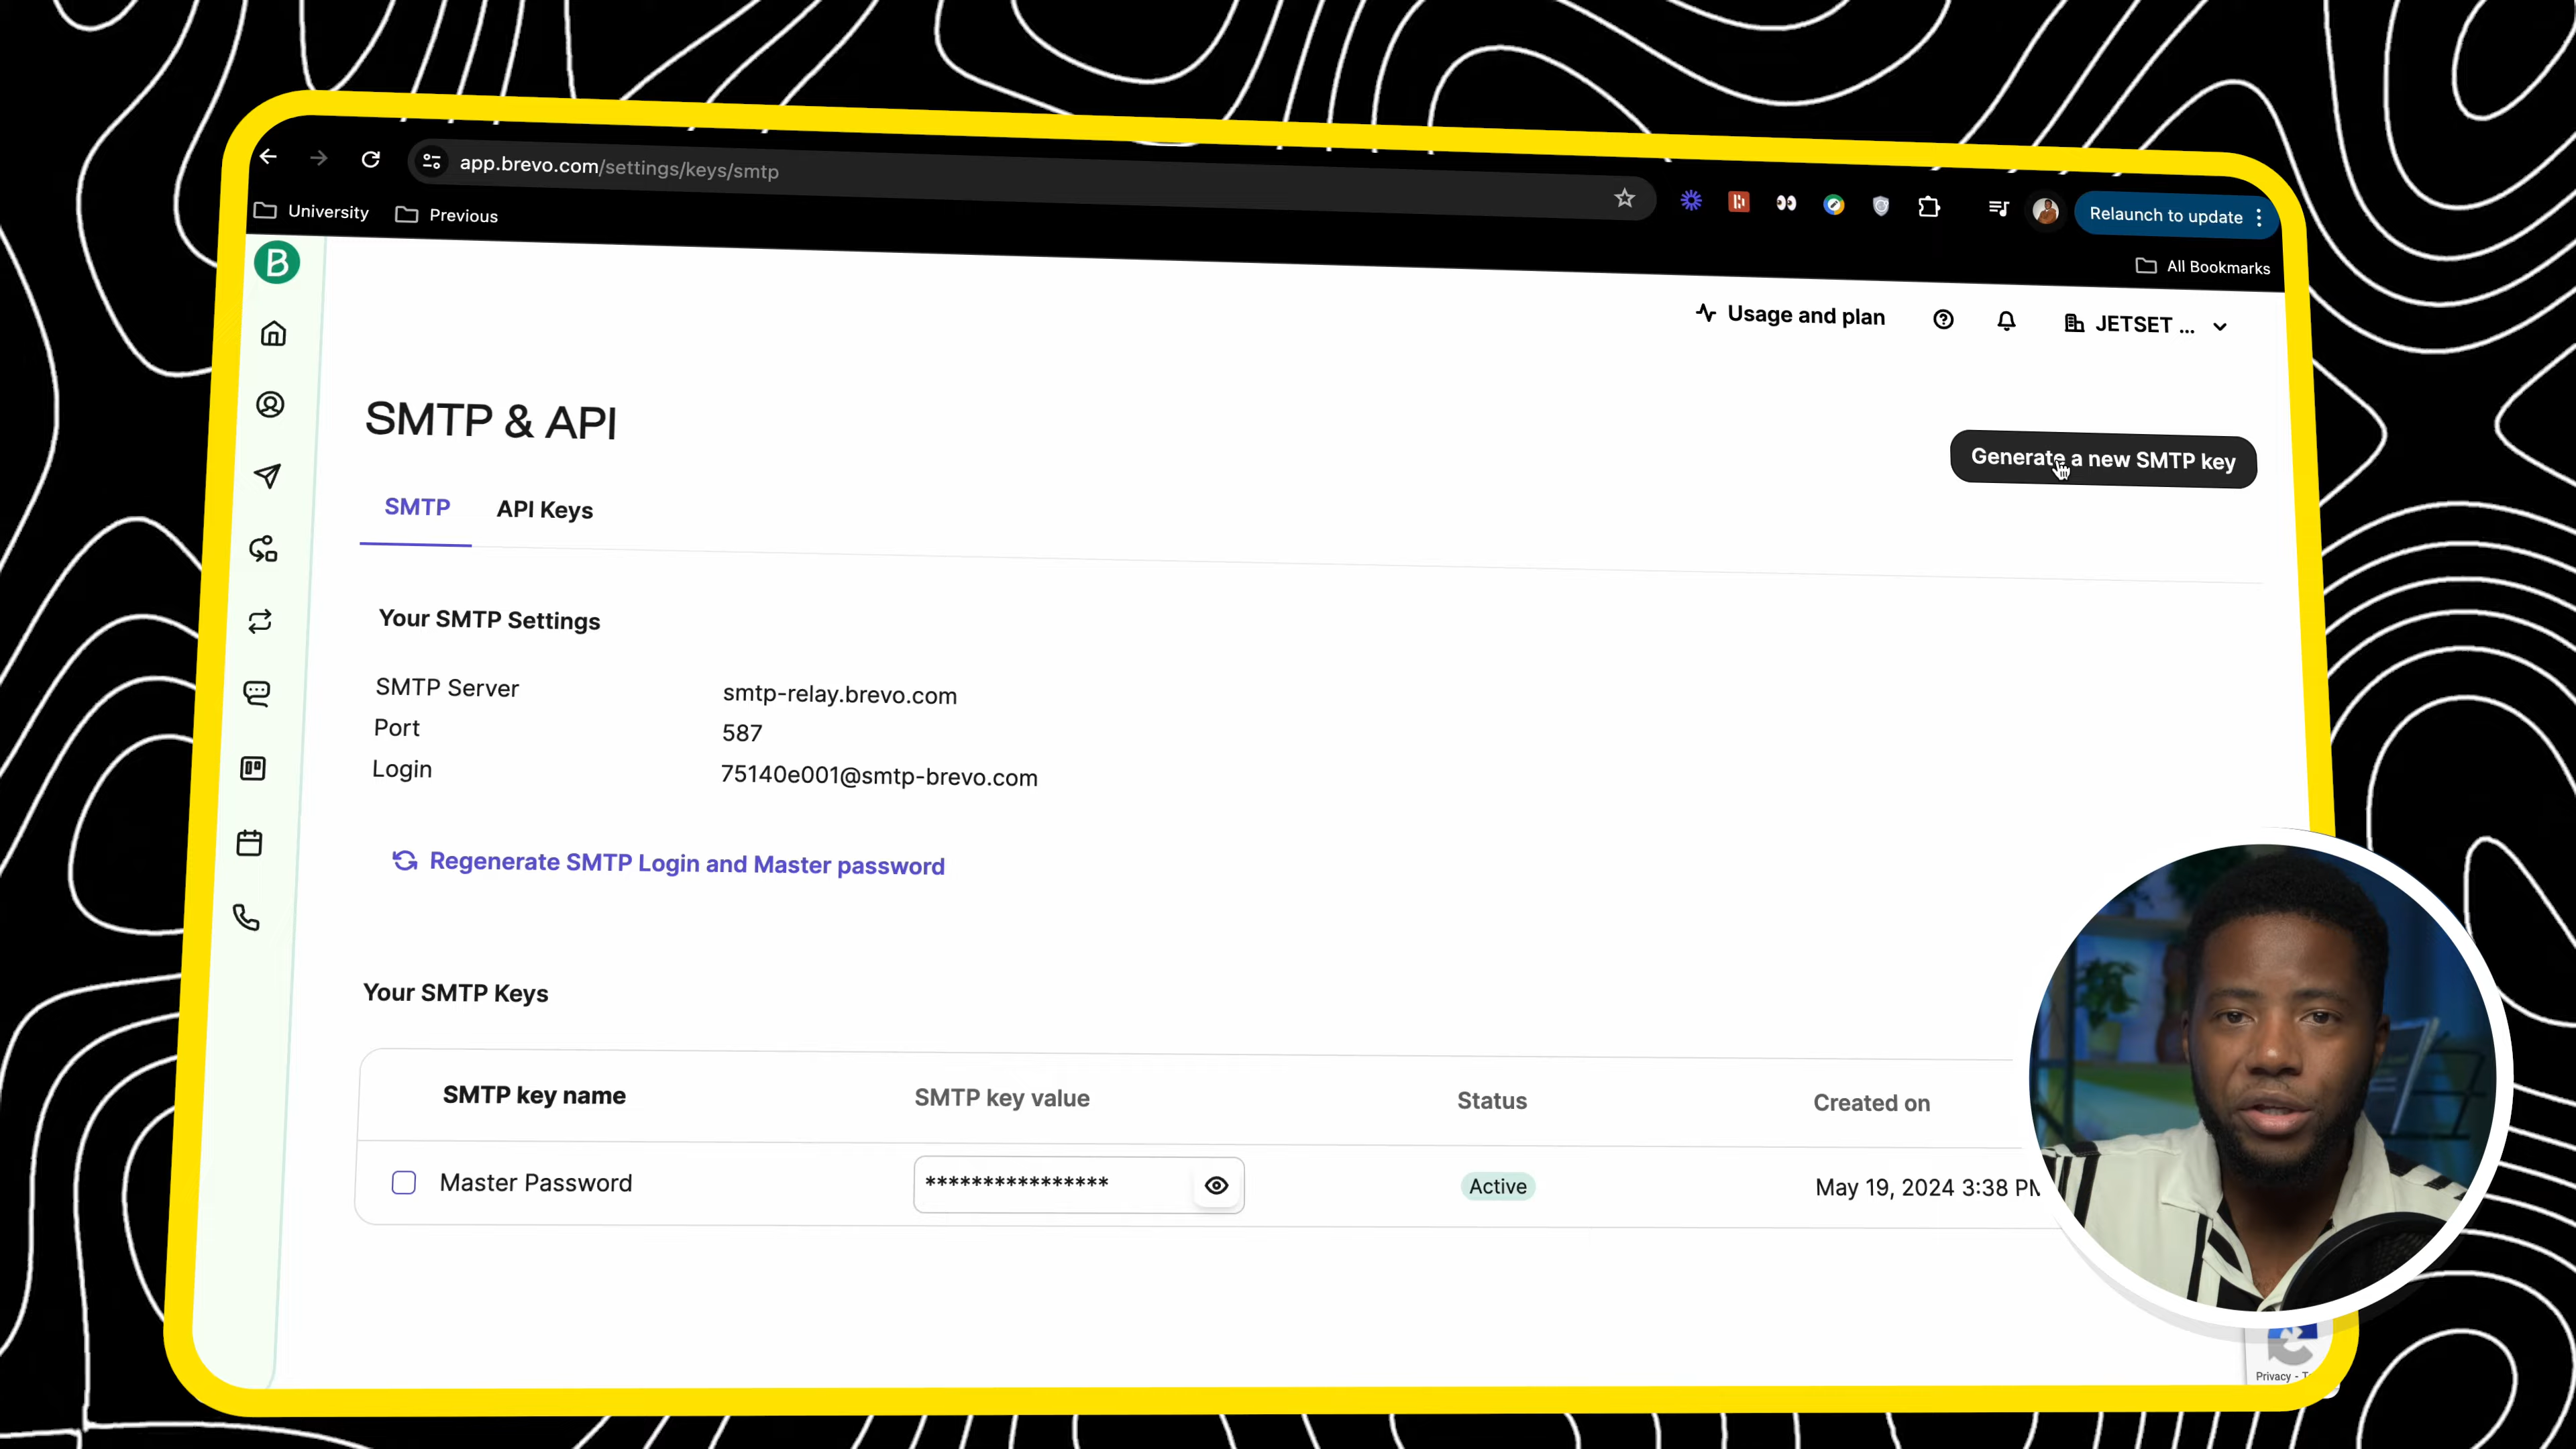 app.brevo.com/settings/keys/smtp
Relaunch to update
University
Previous
All Bookmarks
B
Usage and plan
JETSET ...
SMTP & API
Generate a new SMTP key
SMTP
API Keys
Your SMTP Settings
SMTP Server
smtp-relay.brevo.com
Port
587
Login
75140e001@smtp-brevo.com
Regenerate SMTP Login and Master password
Your SMTP Keys
SMTP key name
SMTP key value
Status
Created on
Master Password
****************
Active
May 19, 2024 3:38 PM
Privacy -